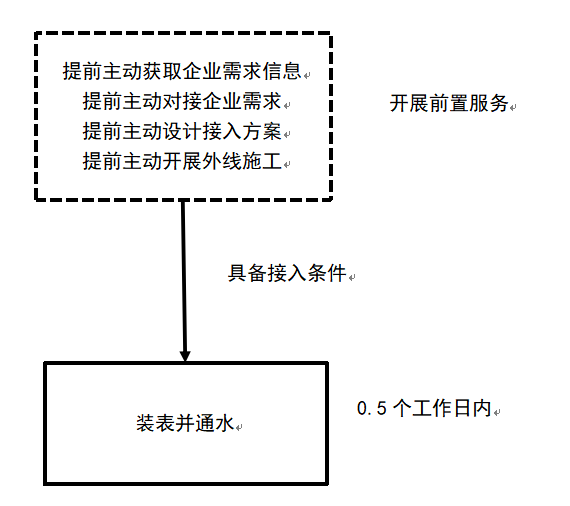 提前主动获取企业需求信息
提前主动对接企业需求
提前主动设计接入方案
提前主动开展外线施工
开展前置服务
具备接入条件
装表并通水
0.5个工作日内